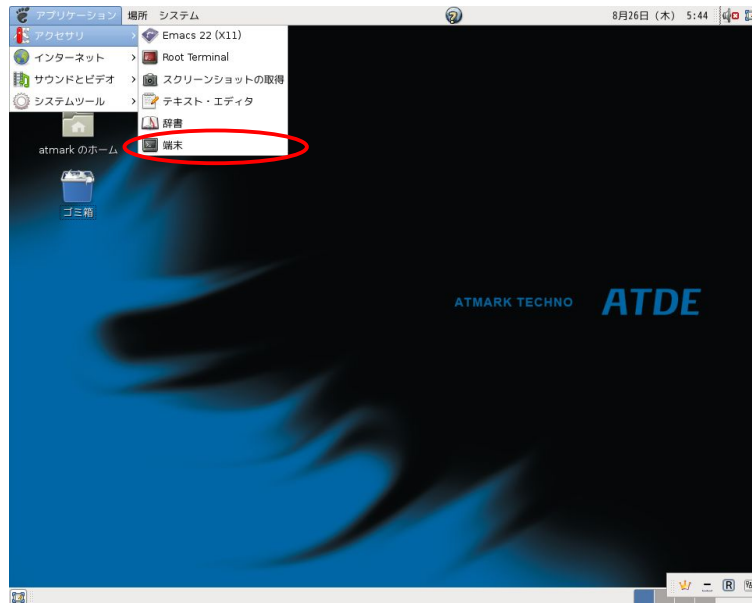 アプリケーション 場所 システム 8月26日 (木) 5:44
アクセサリ
インターネット
サウンドとビデオ
システムツール
Emacs 22 (X11)
Root Terminal
スクリーンショットの取得
テキスト・エディタ
辞書
端末
atmark のホーム
ゴミ箱
ATMARK TECHNO ATDE
R